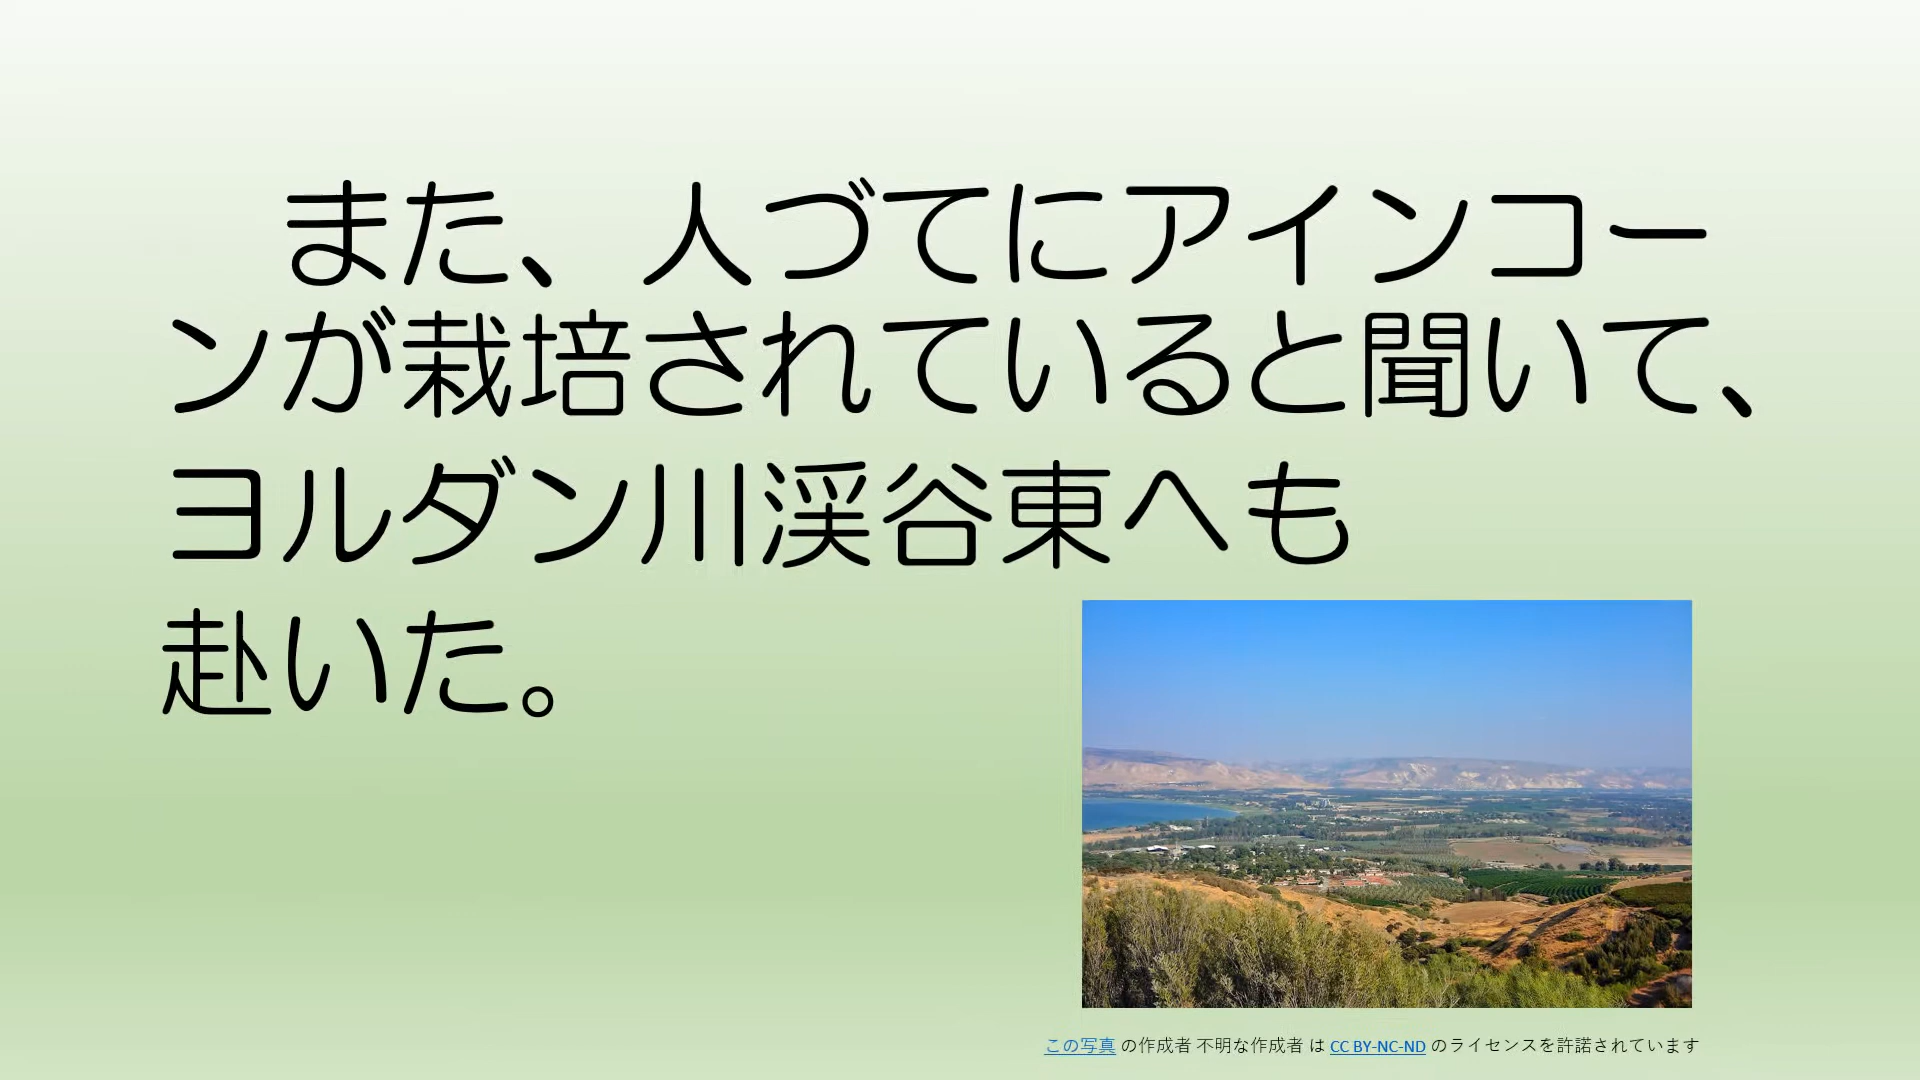 また、人づてにアインコー
ンが栽培されていると聞いて、
ヨルダン川渓谷東へも
赴いた。
この写真 の作成者 不明な作成者 は CC BY-NC-ND のライセンスを許諾されています